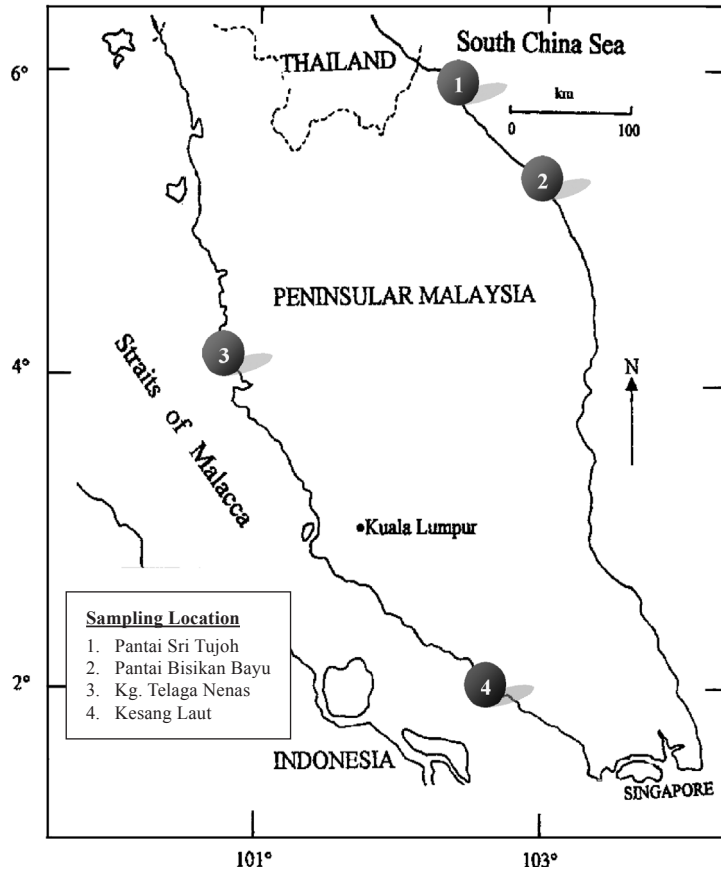 South China Sea
THAILAND
6°
1
km
0 100
2
PENINSULAR MALAYSIA
3
4°
Straits of Malacca
N
Kuala Lumpur
Sampling Location
1. Pantai Sri Tujoh
2. Pantai Bisikan Bayu
3. Kg. Telaga Nenas
4. Kesang Laut
2°
4
INDONESIA
SINGAPORE
101° 103°